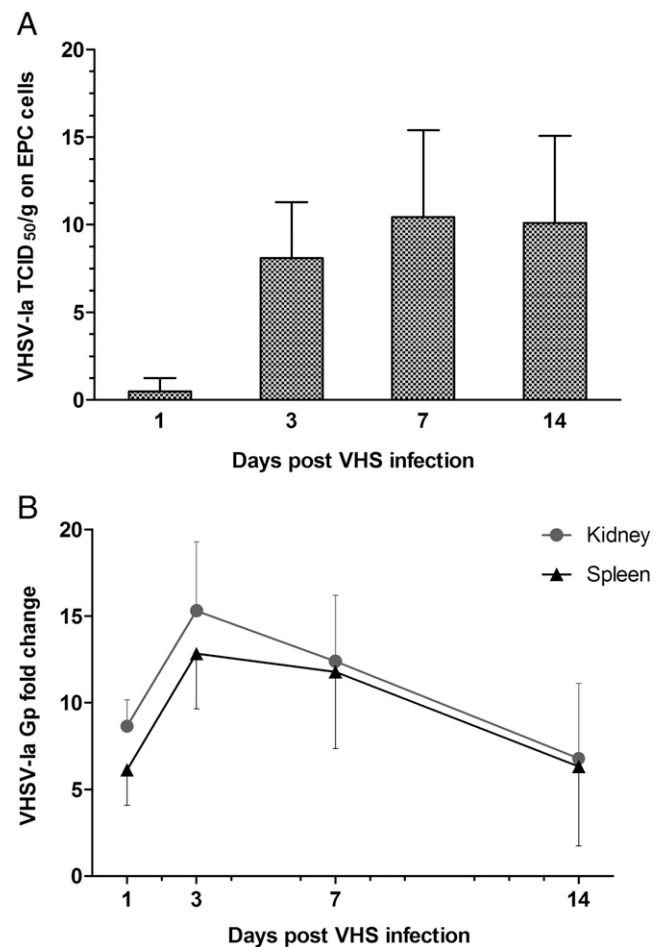 A
VHSV-Ia TCID50/g on EPC cells
20
15
10
5
0
1 3 7 14
Days post VHS infection
B
VHSV-Ia Gp fold change
20
15
10
5
0
Kidney
Spleen
1 3 7 14
Days post VHS infection